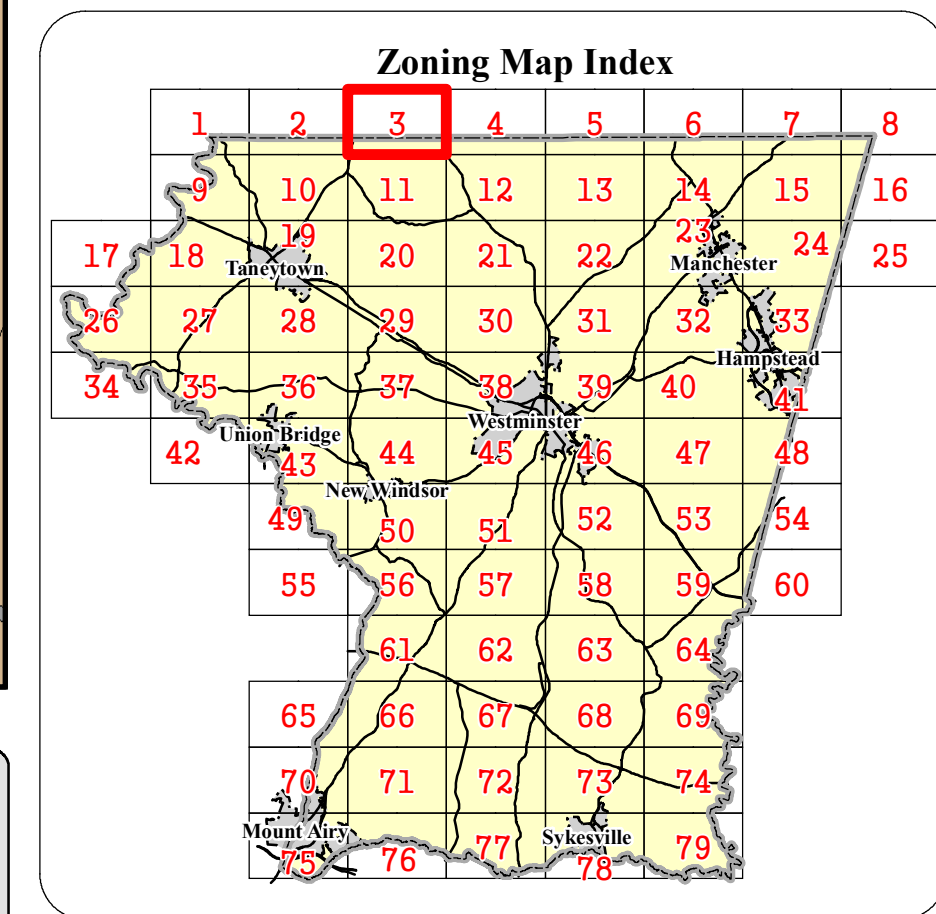 Zoning Map Index
1 2 3 4 5 6 7 8
9 10 11 12 13 14 15 16
17 18 19 20 21 22 23 24 25
Taneytown
Manchester
26 27 28 29 30 31 32 33
Hampstead
34 35 36 37 38 39 40 41
Westminster
Union Bridge
42 43 44 45 46 47 48
New Windsor
49 50 51 52 53 54
55 56 57 58 59 60
61 62 63 64
65 66 67 68 69
70 71 72 73 74
Mount Airy
Sykesville
75 76 77 78 79